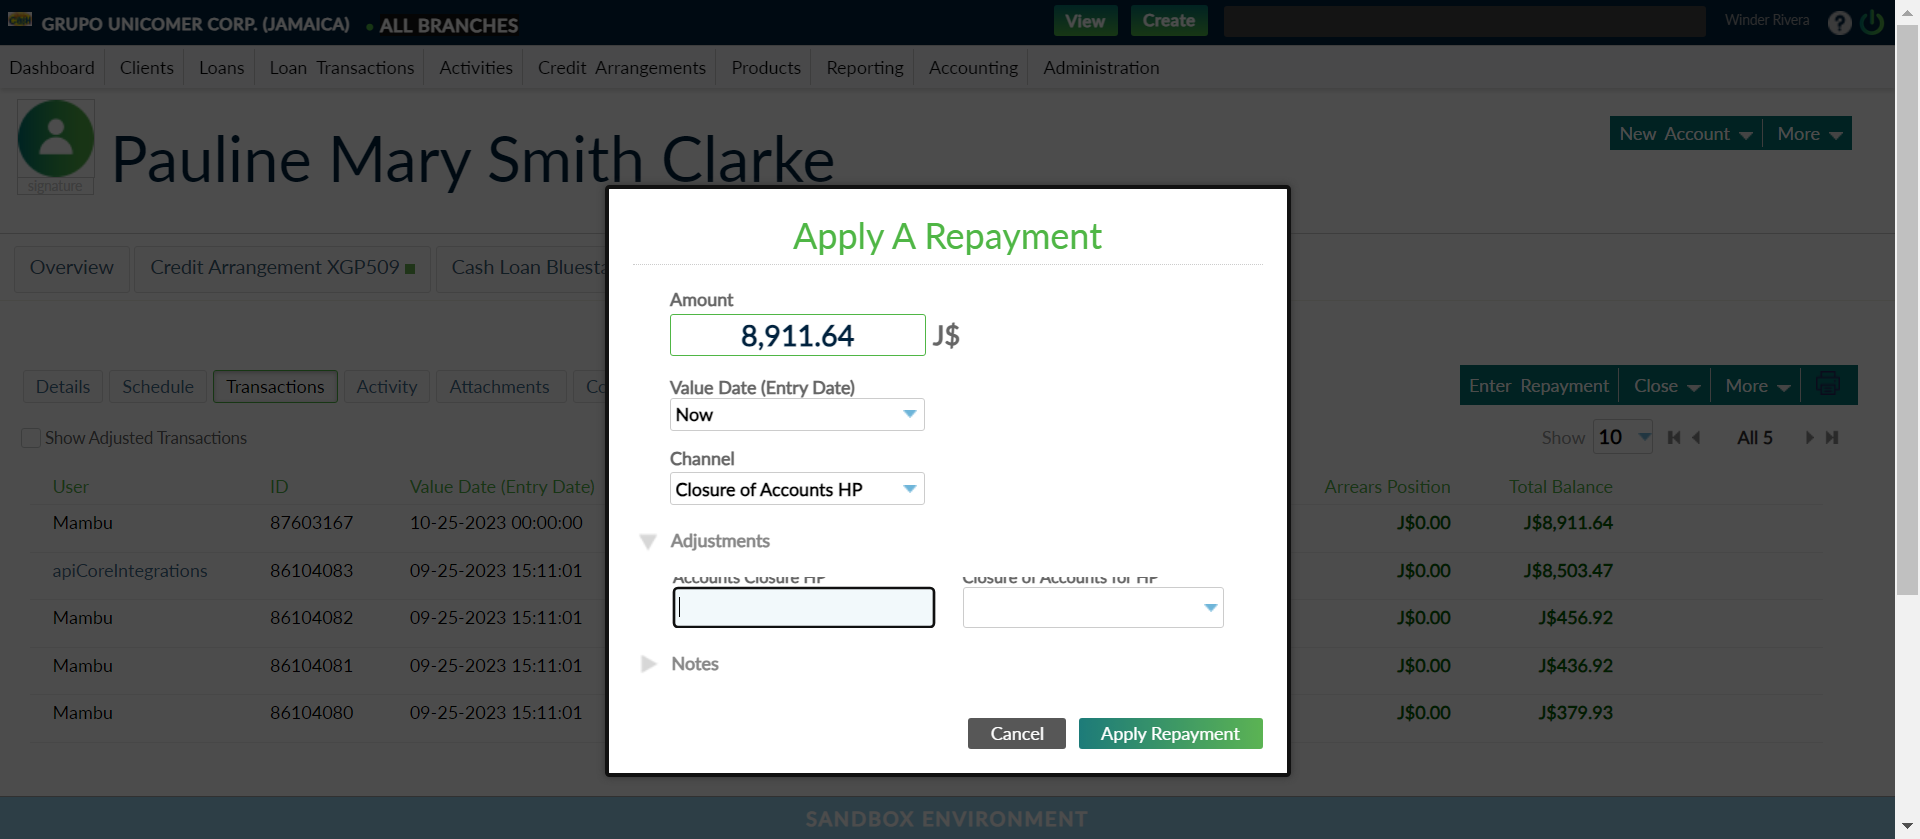 GRUPO UNICOMER CORP. (JAMAICA) • ALL BRANCHES
View Create
Winder Rivera
?
Dashboard Clients Loans Loan Transactions Activities Credit Arrangements Products Reporting Accounting Administration
signature
Pauline Mary Smith Clarke
New Account More
Overview Credit Arrangement XGP509 Cash Loan Bluesta
Details Schedule Transactions Activity Attachments Co
Enter Repayment Close More
Show Adjusted Transactions
Show 10 All 5
User ID Value Date (Entry Date) Arrears Position Total Balance
Mambu 87603167 10-25-2023 00:00:00 J$0.00 J$8,911.64
apiCoreIntegrations 86104083 09-25-2023 15:11:01 J$0.00 J$8,503.47
Mambu 86104082 09-25-2023 15:11:01 J$0.00 J$456.92
Mambu 86104081 09-25-2023 15:11:01 J$0.00 J$436.92
Mambu 86104080 09-25-2023 15:11:01 J$0.00 J$379.93
Apply A Repayment
Amount
8,911.64 J$
Value Date (Entry Date)
Now
Channel
Closure of Accounts HP
Adjustments
Accounts Closure HP Closure of Accounts for HP
Notes
Cancel Apply Repayment
SANDBOX ENVIRONMENT